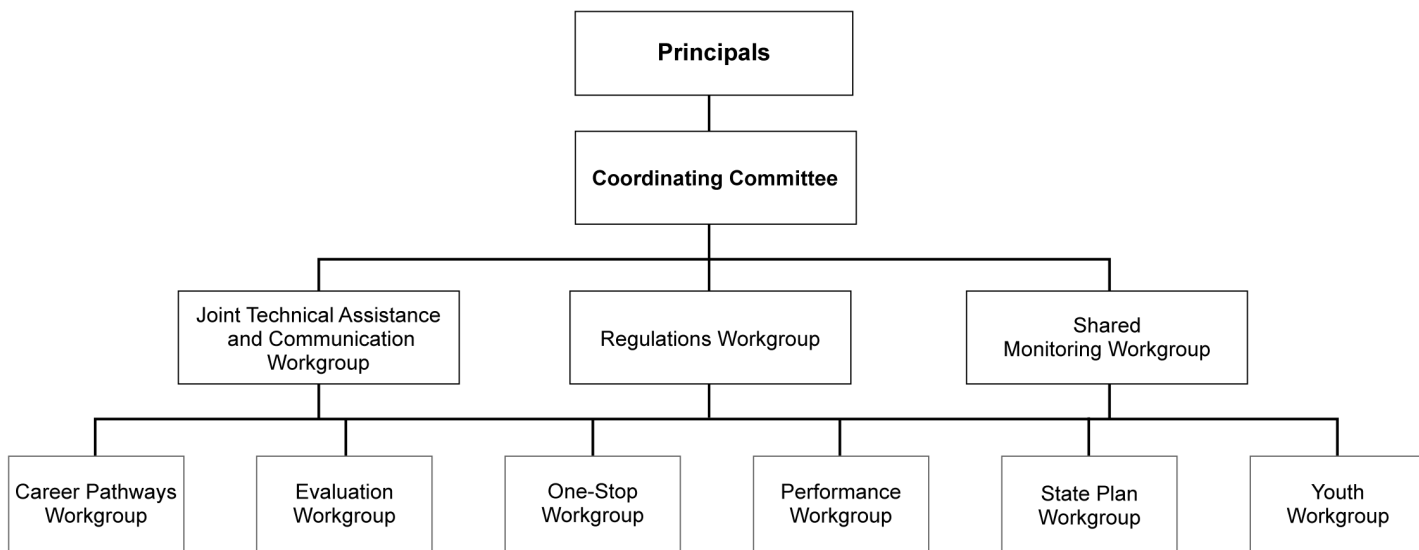 Principals
Coordinating Committee
Joint Technical Assistance
and Communication
Workgroup
Regulations Workgroup
Shared
Monitoring Workgroup
Career Pathways
Workgroup
Evaluation
Workgroup
One-Stop
Workgroup
Performance
Workgroup
State Plan
Workgroup
Youth
Workgroup